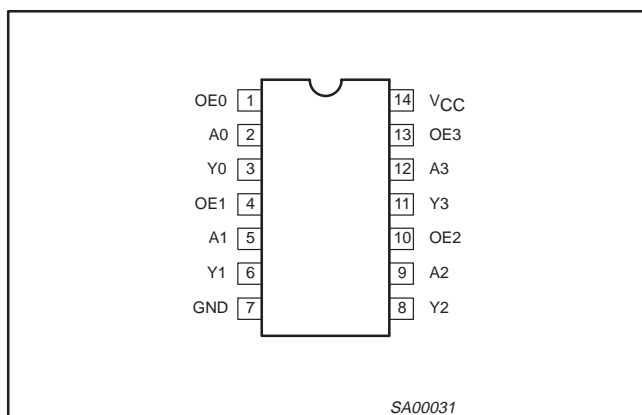 OE0 1 14 VCC
A0 2 13 OE3
Y0 3 12 A3
OE1 4 11 Y3
A1 5 10 OE2
Y1 6 9 A2
GND 7 8 Y2
SA00031